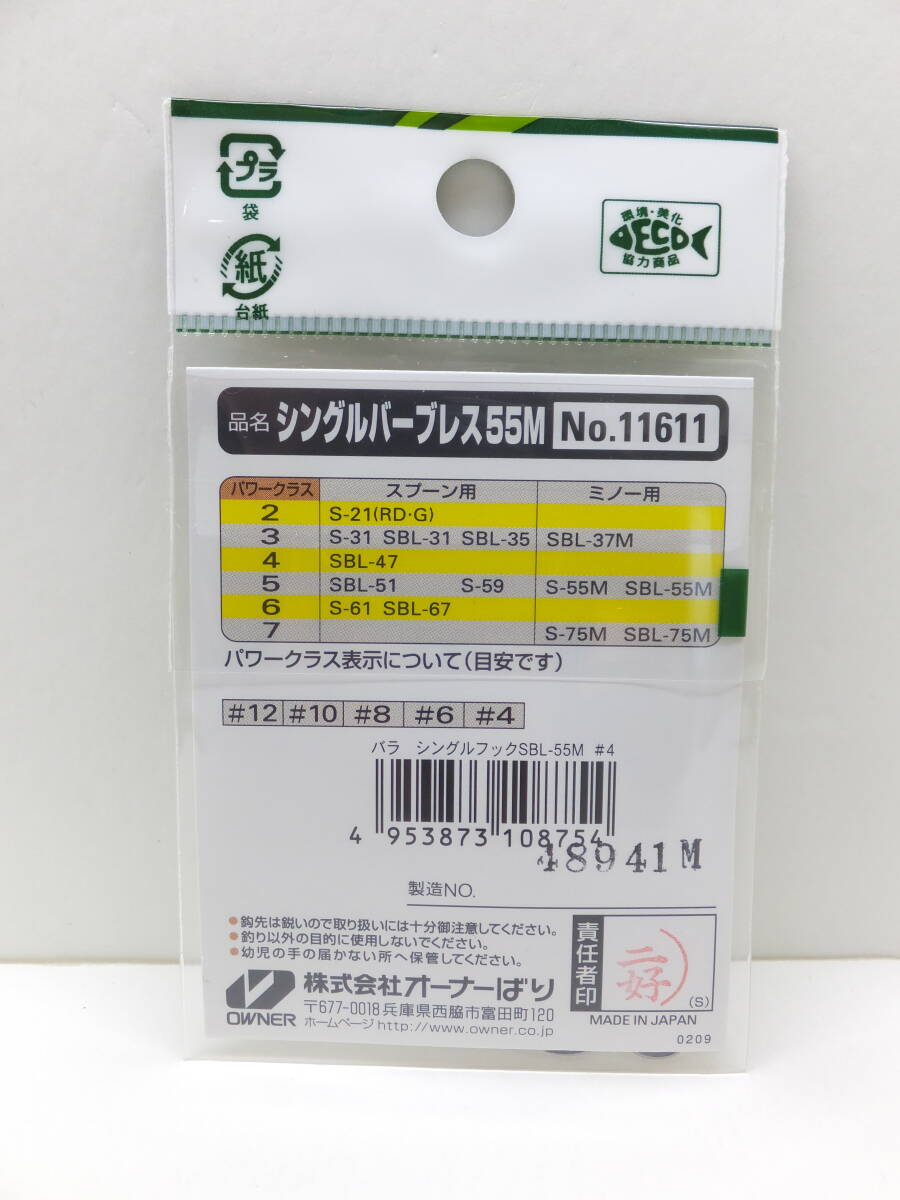 プラ
袋
紙
台紙
環境・美化
ECO
協力商品
品名 シングルバーブレス55M No.11611
パワークラス スプーン用 ミノー用
2 S-21(RD・G)
3 S-31 SBL-31 SBL-35 SBL-37M
4 SBL-47
5 SBL-51 S-59 S-55M SBL-55M
6 S-61 SBL-67
7 S-75M SBL-75M
パワークラス表示について(目安です)
#12 #10 #8 #6 #4
バラ シングルフックSBL-55M #4
4 953873 108754
48941M
製造NO.
●鈎先は鋭いので取り扱いには十分御注意してください。
●釣り以外の目的に使用しないでください。
●幼児の手の届かない所へ保管してください。
責任者印
二好
(S)
OWNER
株式会社オーナーばり
〒677-0018 兵庫県西脇市富田町120
ホームページ http://www.owner.co.jp
MADE IN JAPAN
0209